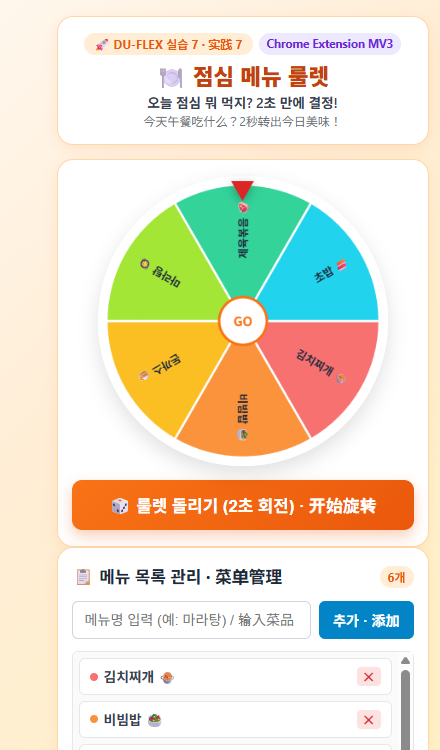 🚀 DU-FLEX 실습 7 · 实践 7 Chrome Extension MV3
🍽️ 점심 메뉴 룰렛
오늘 점심 뭐 먹지? 2초 만에 결정!
今天午餐吃什么？2秒转出今日美味！
제육볶음
초밥 🍣
마라탕
김치찌개
돈까스
비빔밥
GO
🎲 룰렛 돌리기 (2초 회전) · 开始旋转
📋 메뉴 목록 관리 · 菜单管理 6개
메뉴명 입력 (예: 마라탕) / 输入菜品 추가 · 添加
김치찌개 🥘 ✕
비빔밥 🥗 ✕